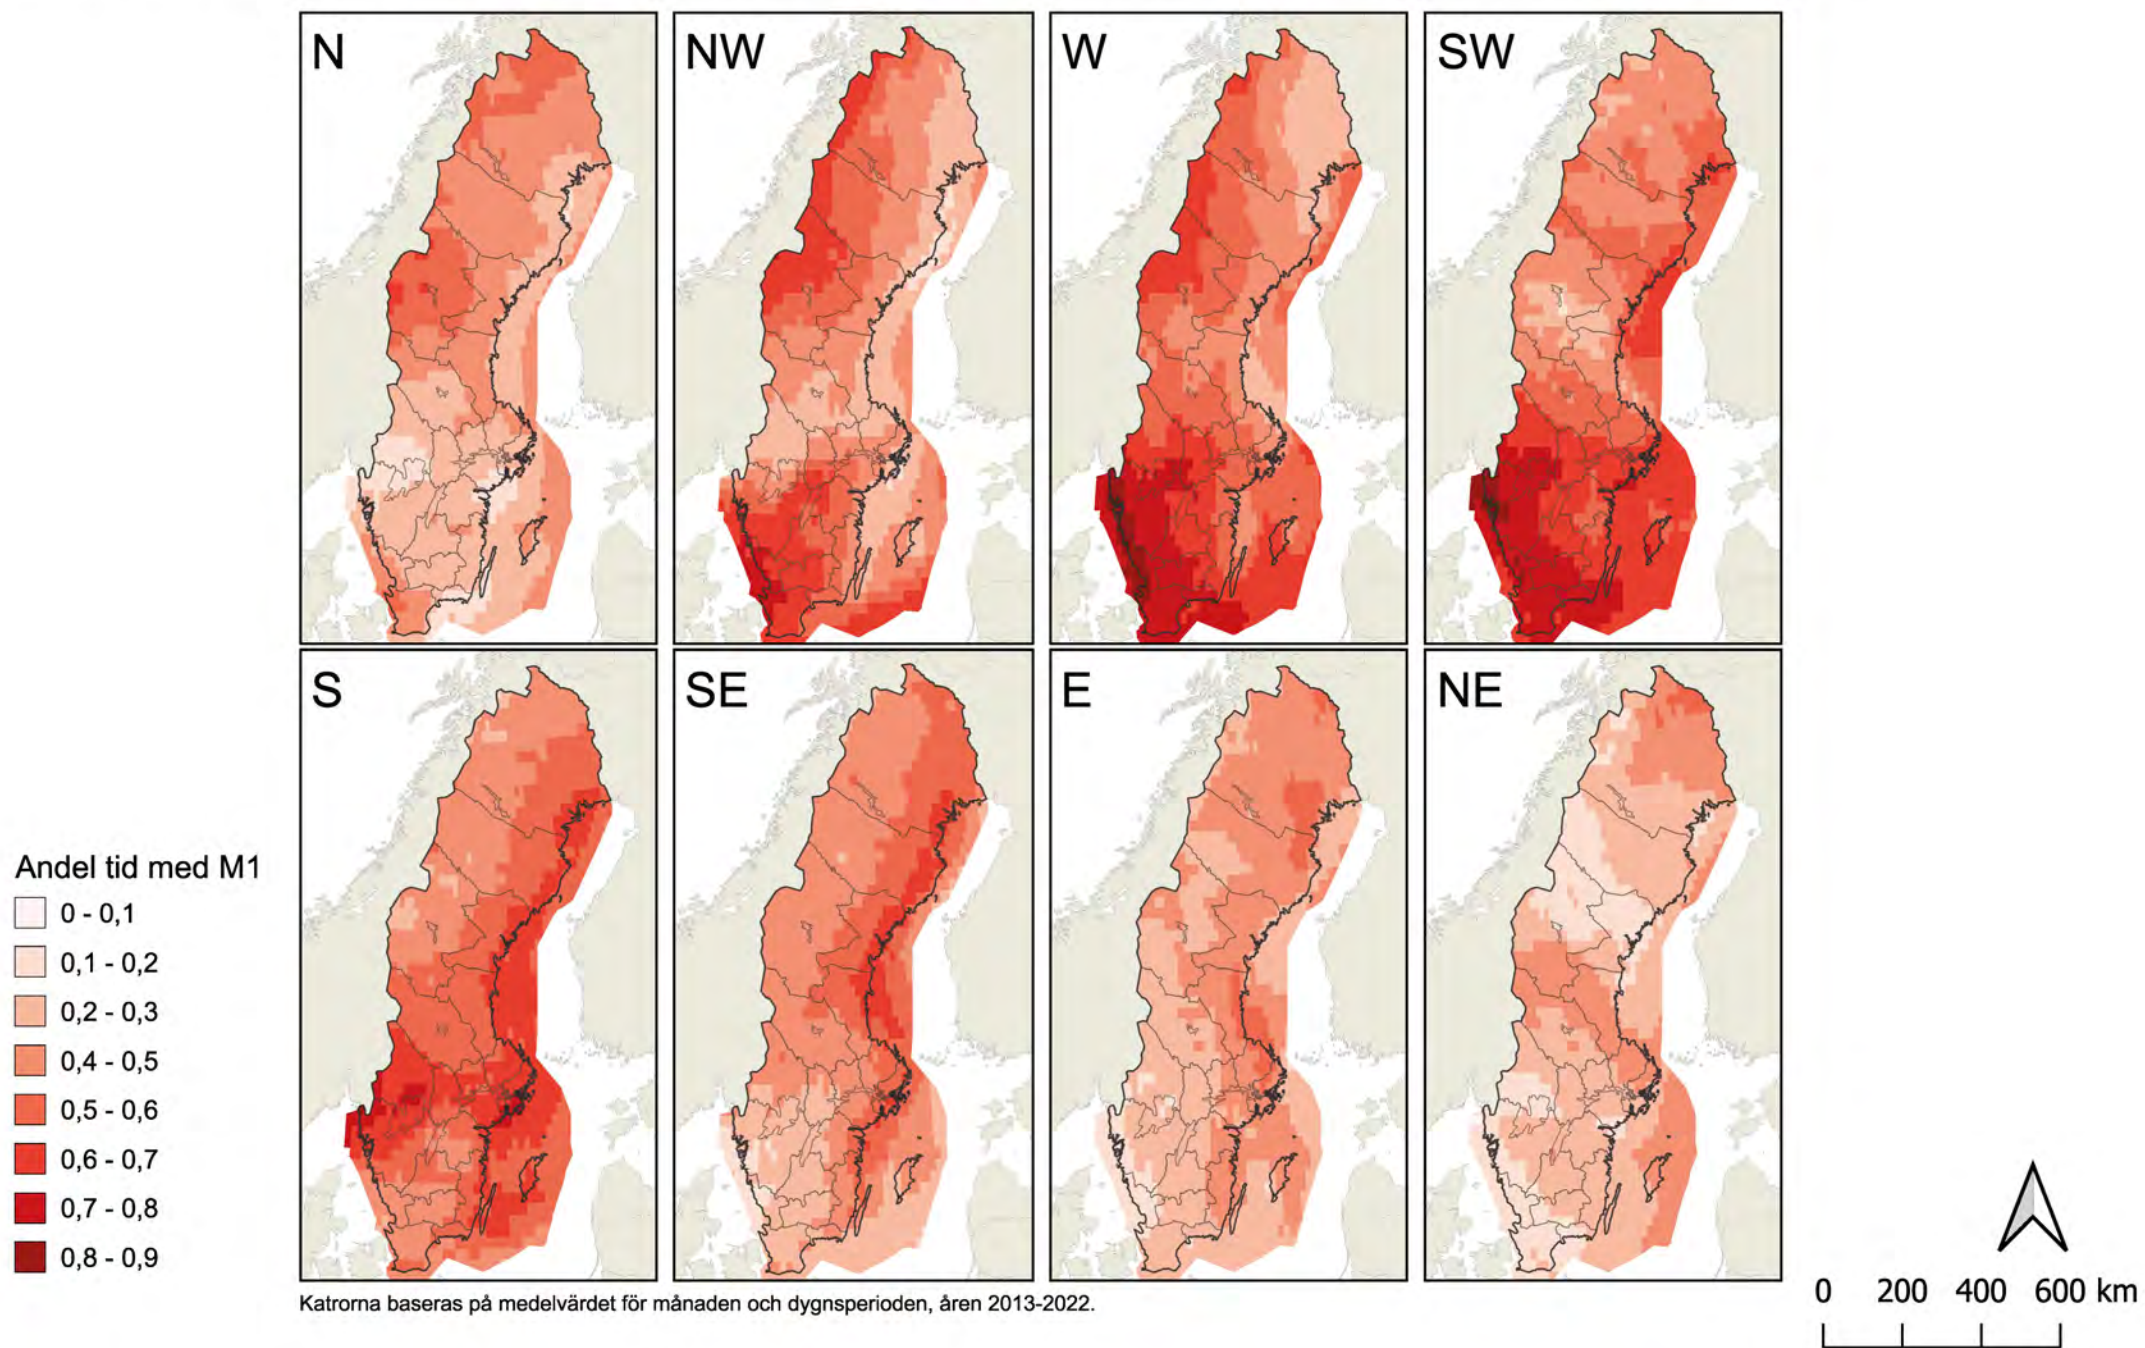 N
NW
W
SW
S
SE
E
NE
Andel tid med M1
0 - 0,1
0,1 - 0,2
0,2 - 0,3
0,4 - 0,5
0,5 - 0,6
0,6 - 0,7
0,7 - 0,8
0,8 - 0,9
Katrorna baseras på medelvärdet för månaden och dygnsperioden, åren 2013-2022.
0 200 400 600 km